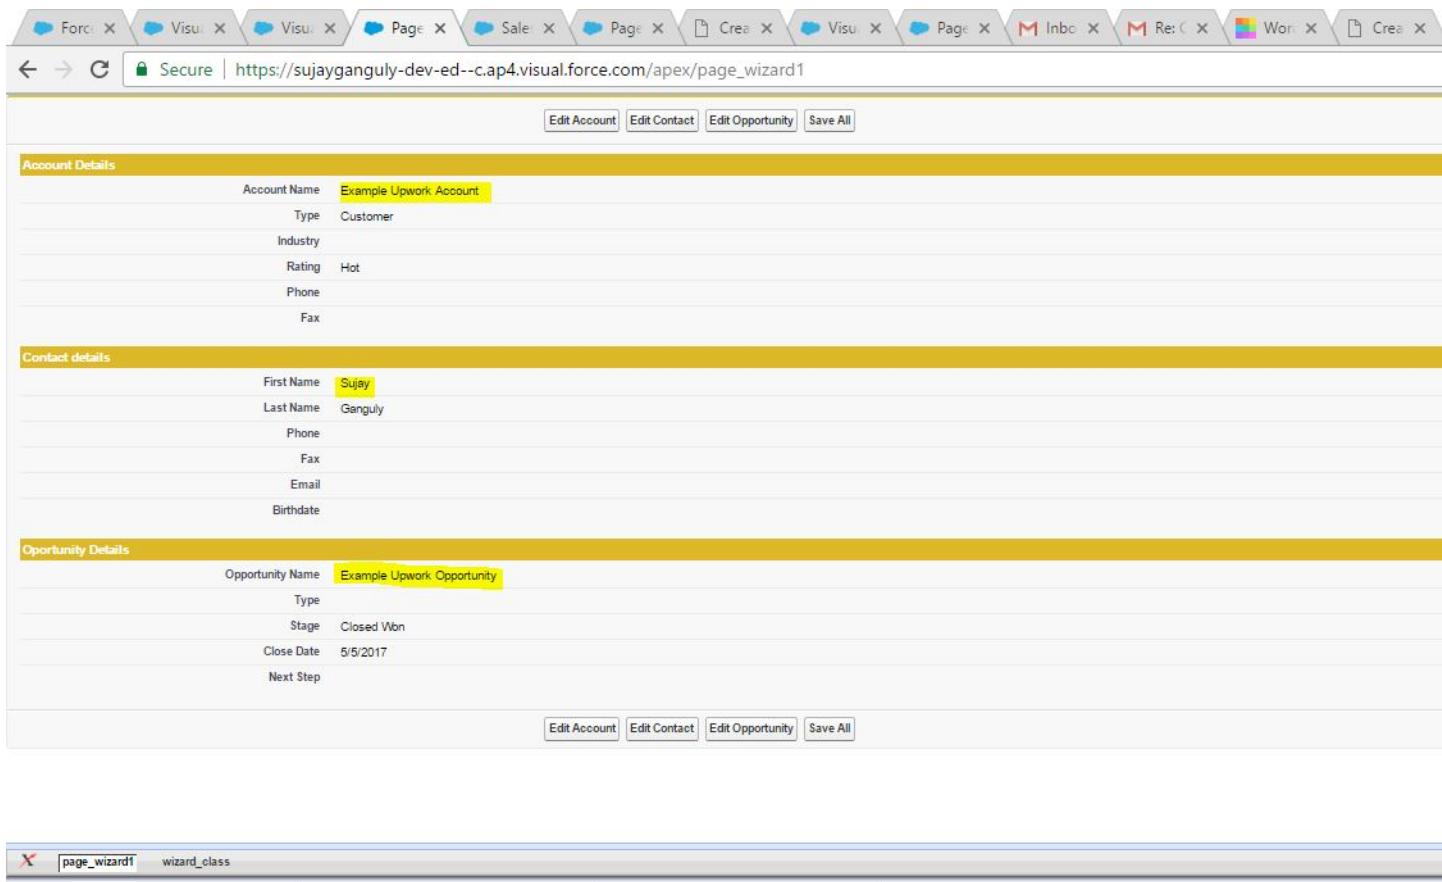 Forc Visu Visu Page Sale Page Crea Visu Page Inbo Re: Wor Crea
Secure | https://sujayganguly-dev-ed--c.ap4.visual.force.com/apex/page_wizard1
Edit Account Edit Contact Edit Opportunity Save All
Account Details
Account Name Example Upwork Account
Type Customer
Industry
Rating Hot
Phone
Fax
Contact details
First Name Sujay
Last Name Ganguly
Phone
Fax
Email
Birthdate
Oportunity Details
Opportunity Name Example Upwork Opportunity
Type
Stage Closed Won
Close Date 5/5/2017
Next Step
Edit Account Edit Contact Edit Opportunity Save All
page_wizard1 wizard_class